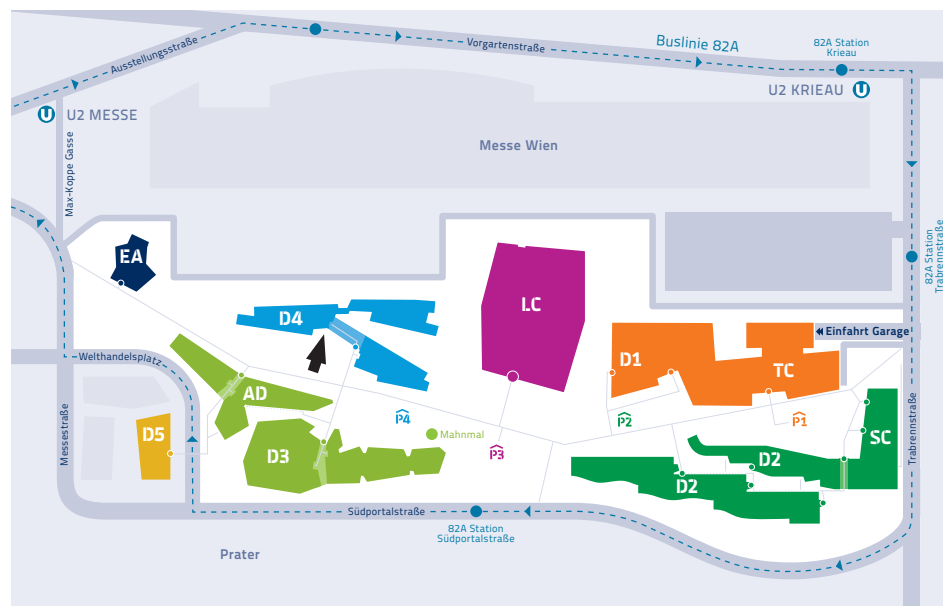 Ausstellungsstraße
Vorgartenstraße
Buslinie 82A
82A Station
Krieau
U2 KRIEAU U
U U2 MESSE
Max-Koppe Gasse
Messe Wien
82A Station
Trabrennstraße
EA
D4
LC
Einfahrt Garage
D1
TC
Welthandelsplatz
AD
P4
P2
P1
Mahnmal
P3
D5
D3
SC
D2
D2
Messestraße
Trabrennstraße
Südportalstraße
82A Station
Südportalstraße
Prater